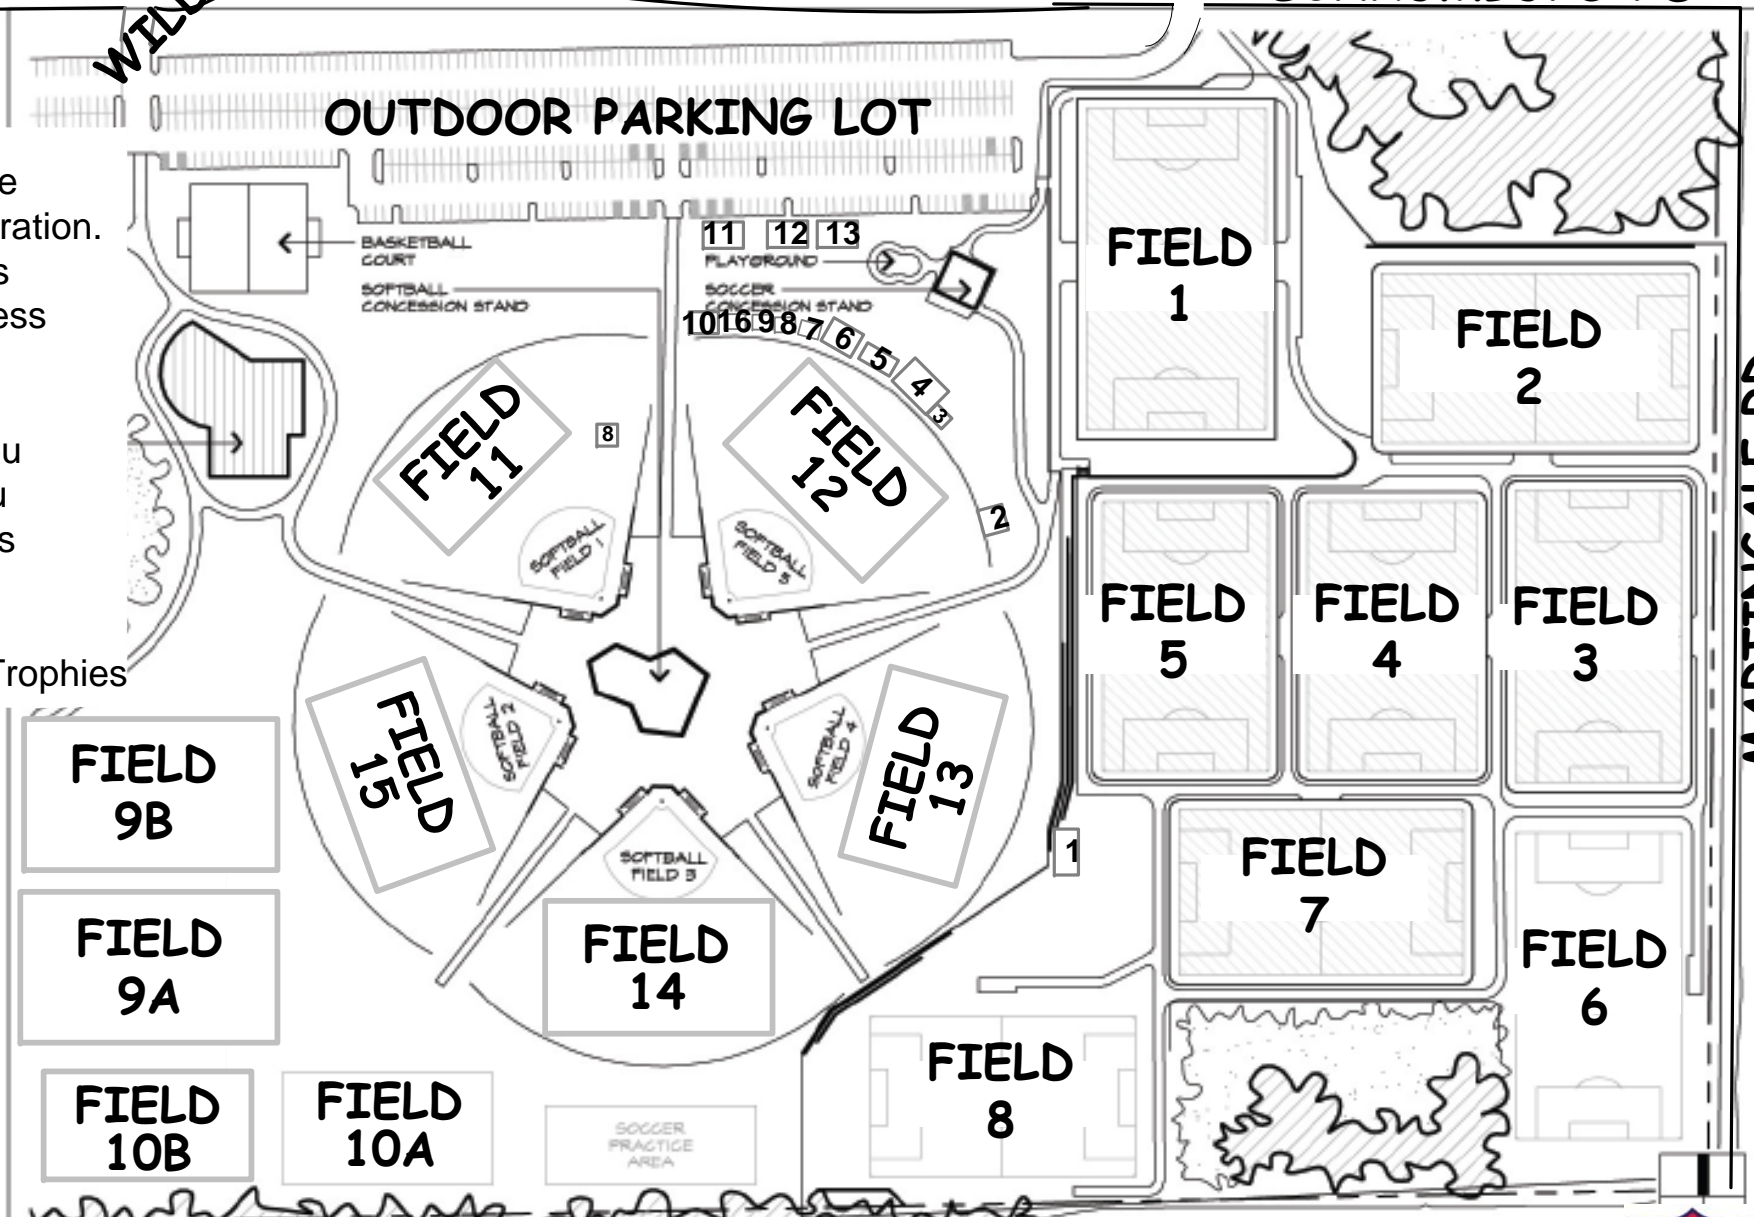 OUTDOOR PARKING LOT
ration.
Trophies
BASKETBALL
COURT
SOFTBALL
CONCESSION STAND
11 12 13
PLAYGROUND
SOCCER
CONCESSION STAND
10 16 9 8 7 6 5 4 3
2
1
8
FIELD
1
FIELD
2
FIELD
11
FIELD
12
SOFTBALL
FIELD 1
SOFTBALL
FIELD 5
FIELD
5
FIELD
4
FIELD
3
FIELD
15
SOFTBALL
FIELD 2
SOFTBALL
FIELD 4
FIELD
13
FIELD
9B
SOFTBALL
FIELD 3
FIELD
7
FIELD
9A
FIELD
14
FIELD
6
FIELD
10B
FIELD
10A
SOCCER
PRACTICE
AREA
FIELD
8